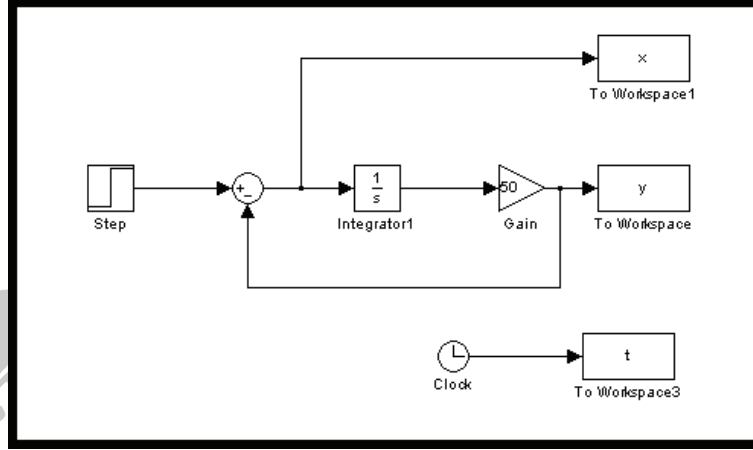 x
To Workspace1
+
−
1
s
50
y
Step
Integrator1
Gain
To Workspace
t
Clock
To Workspace3